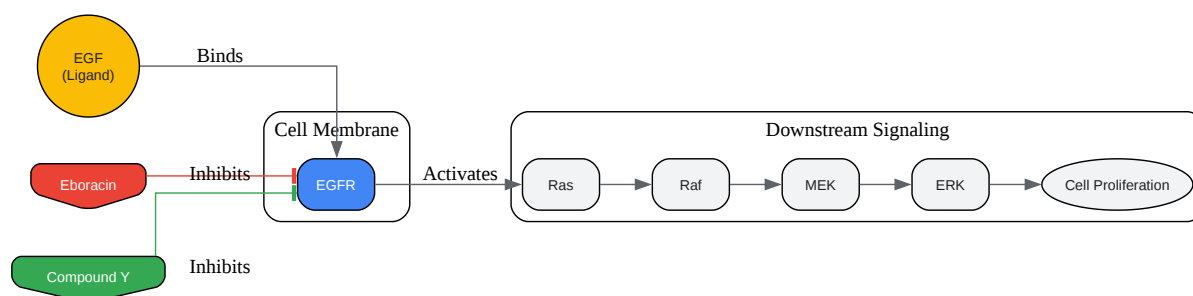 EGF
(Ligand)
Binds
Cell Membrane
Downstream Signaling
Eboracin
Inhibits
EGFR
Activates
Ras
Raf
MEK
ERK
Cell Proliferation
Compound Y
Inhibits